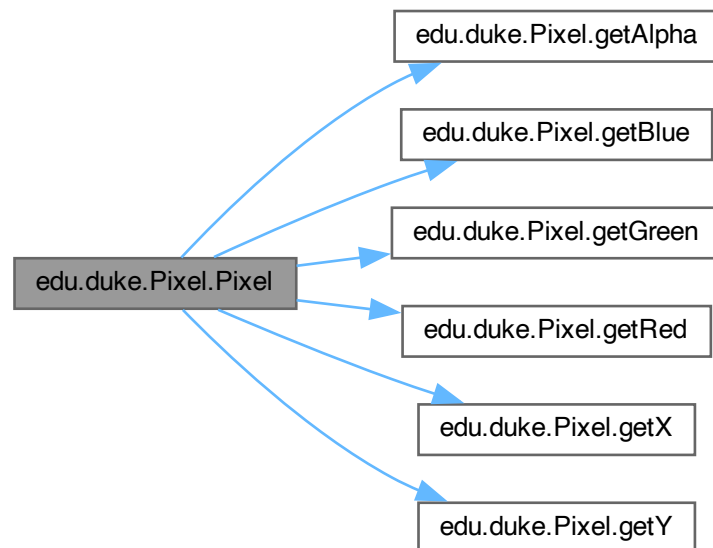 edu.duke.Pixel.getAlpha
edu.duke.Pixel.getBlue
edu.duke.Pixel.getGreen
edu.duke.Pixel.Pixel
edu.duke.Pixel.getRed
edu.duke.Pixel.getX
edu.duke.Pixel.getY